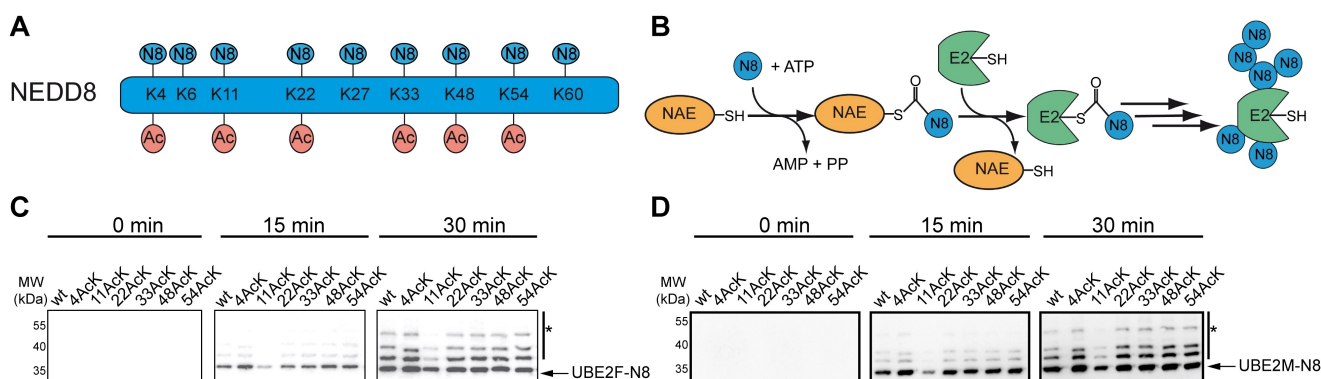 A
N8 N8 N8 N8 N8 N8 N8 N8 N8
NEDD8
K4 K6 K11 K22 K27 K33 K48 K54 K60
Ac Ac Ac Ac Ac Ac
B
N8 + ATP
NAE SH
AMP + PP
NAE S O N8
E2 SH
NAE SH
E2 S O N8
N8
N8 N8
N8
E2 SH
N8
N8
C
0 min 15 min 30 min
MW
(kDa)
wt 4AcK 11AcK 22AcK 33AcK 48AcK 54AcK
wt 4AcK 11AcK 22AcK 33AcK 48AcK 54AcK
wt 4AcK 11AcK 22AcK 33AcK 48AcK 54AcK
55
40
35
*
UBE2F-N8
D
0 min 15 min 30 min
MW
(kDa)
wt 4AcK 11AcK 22AcK 33AcK 48AcK 54AcK
wt 4AcK 11AcK 22AcK 33AcK 48AcK 54AcK
wt 4AcK 11AcK 22AcK 33AcK 48AcK 54AcK
55
40
35
*
UBE2M-N8